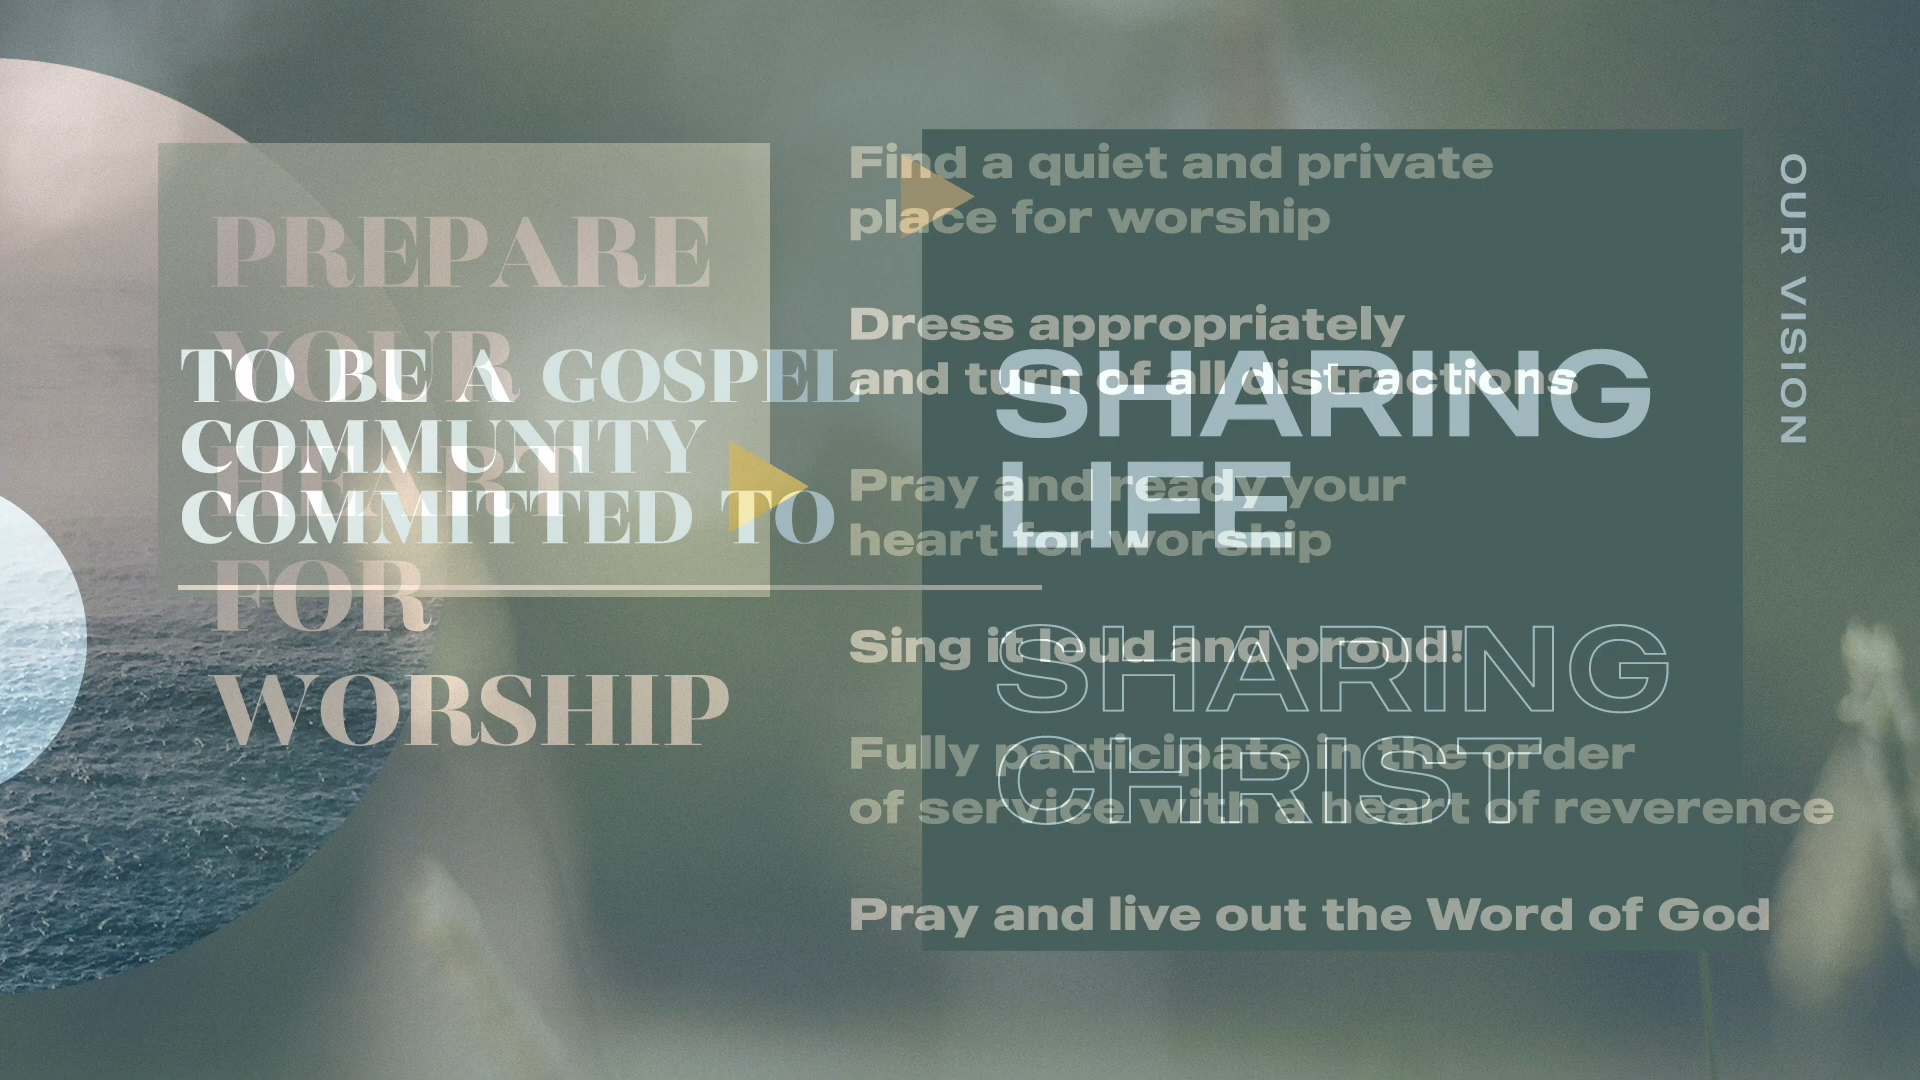 PREPARE
YOUR
HEART
FOR
WORSHIP
Find a quiet and private
place for worship
Dress appropriately
and turn of all distractions
Pray and ready your
heart for worship
Sing it loud and proud!
Fully participate in the order
of service with a heart of reverence
Pray and live out the Word of God
TO BE A GOSPEL
COMMUNITY
COMMITTED TO
SHARING
LIFE
SHARING
CHRIST
OUR VISION